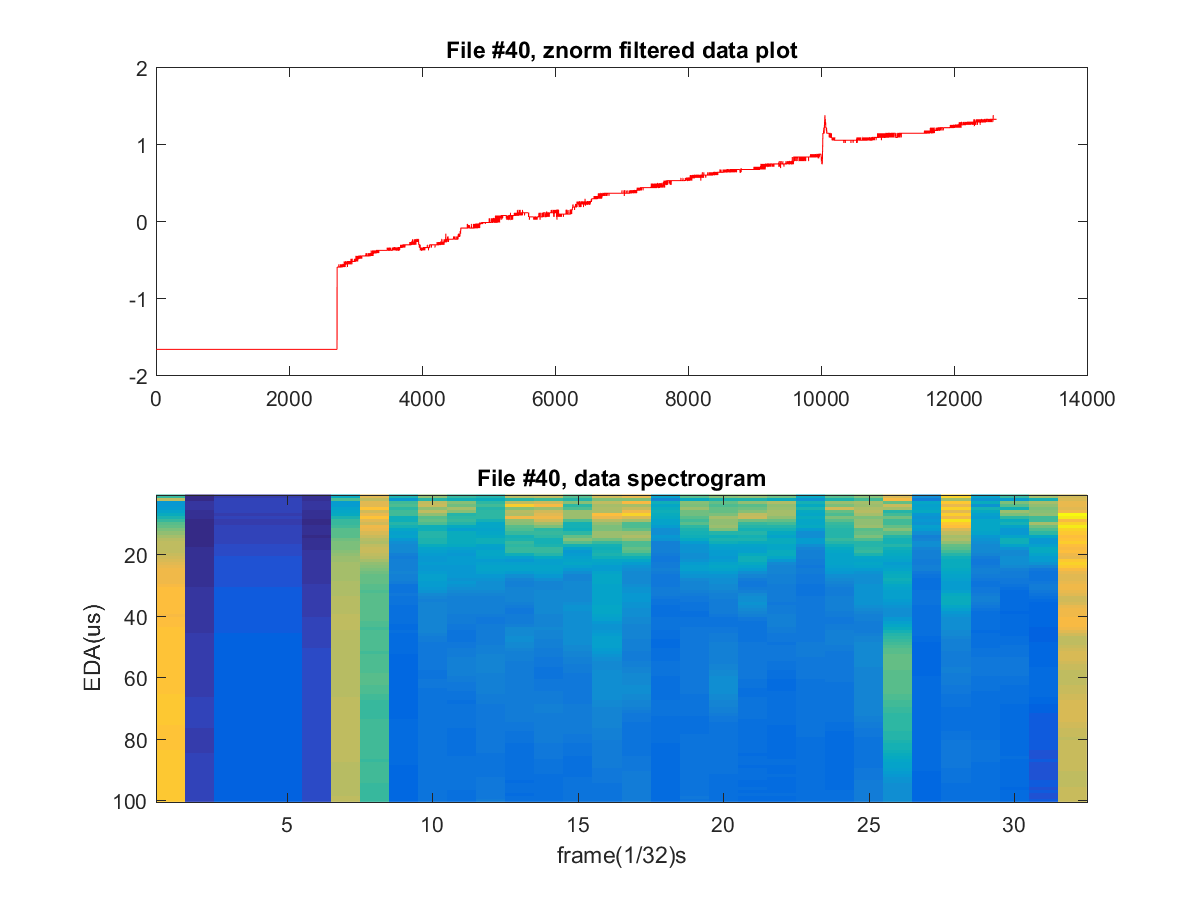 File #40, znorm filtered data plot
2
1
0
-1
-2
0 2000 4000 6000 8000 10000 12000 14000
File #40, data spectrogram
EDA(us)
20
40
60
80
100
5 10 15 20 25 30
frame(1/32)s